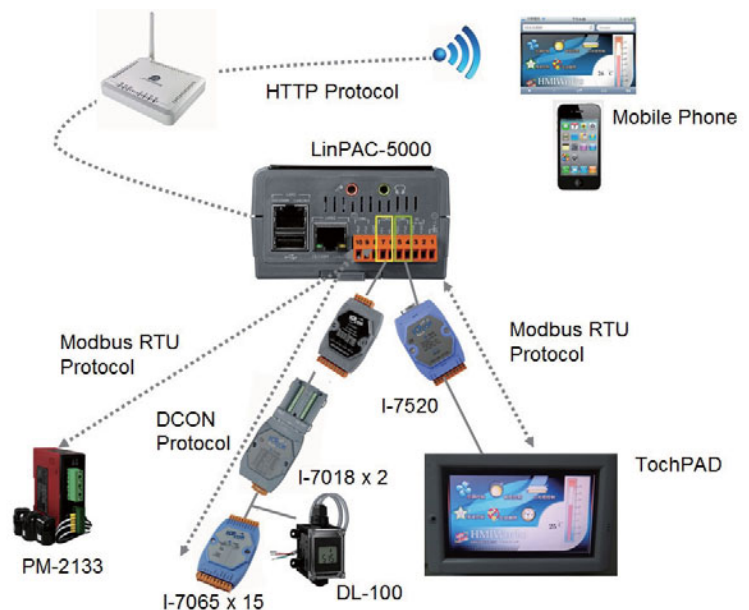 HTTP Protocol
Mobile Phone
LinPAC-5000
Modbus RTU
Protocol
Modbus RTU
Protocol
I-7520
DCON
Protocol
I-7018 x 2
TochPAD
PM-2133
I-7065 x 15
DL-100